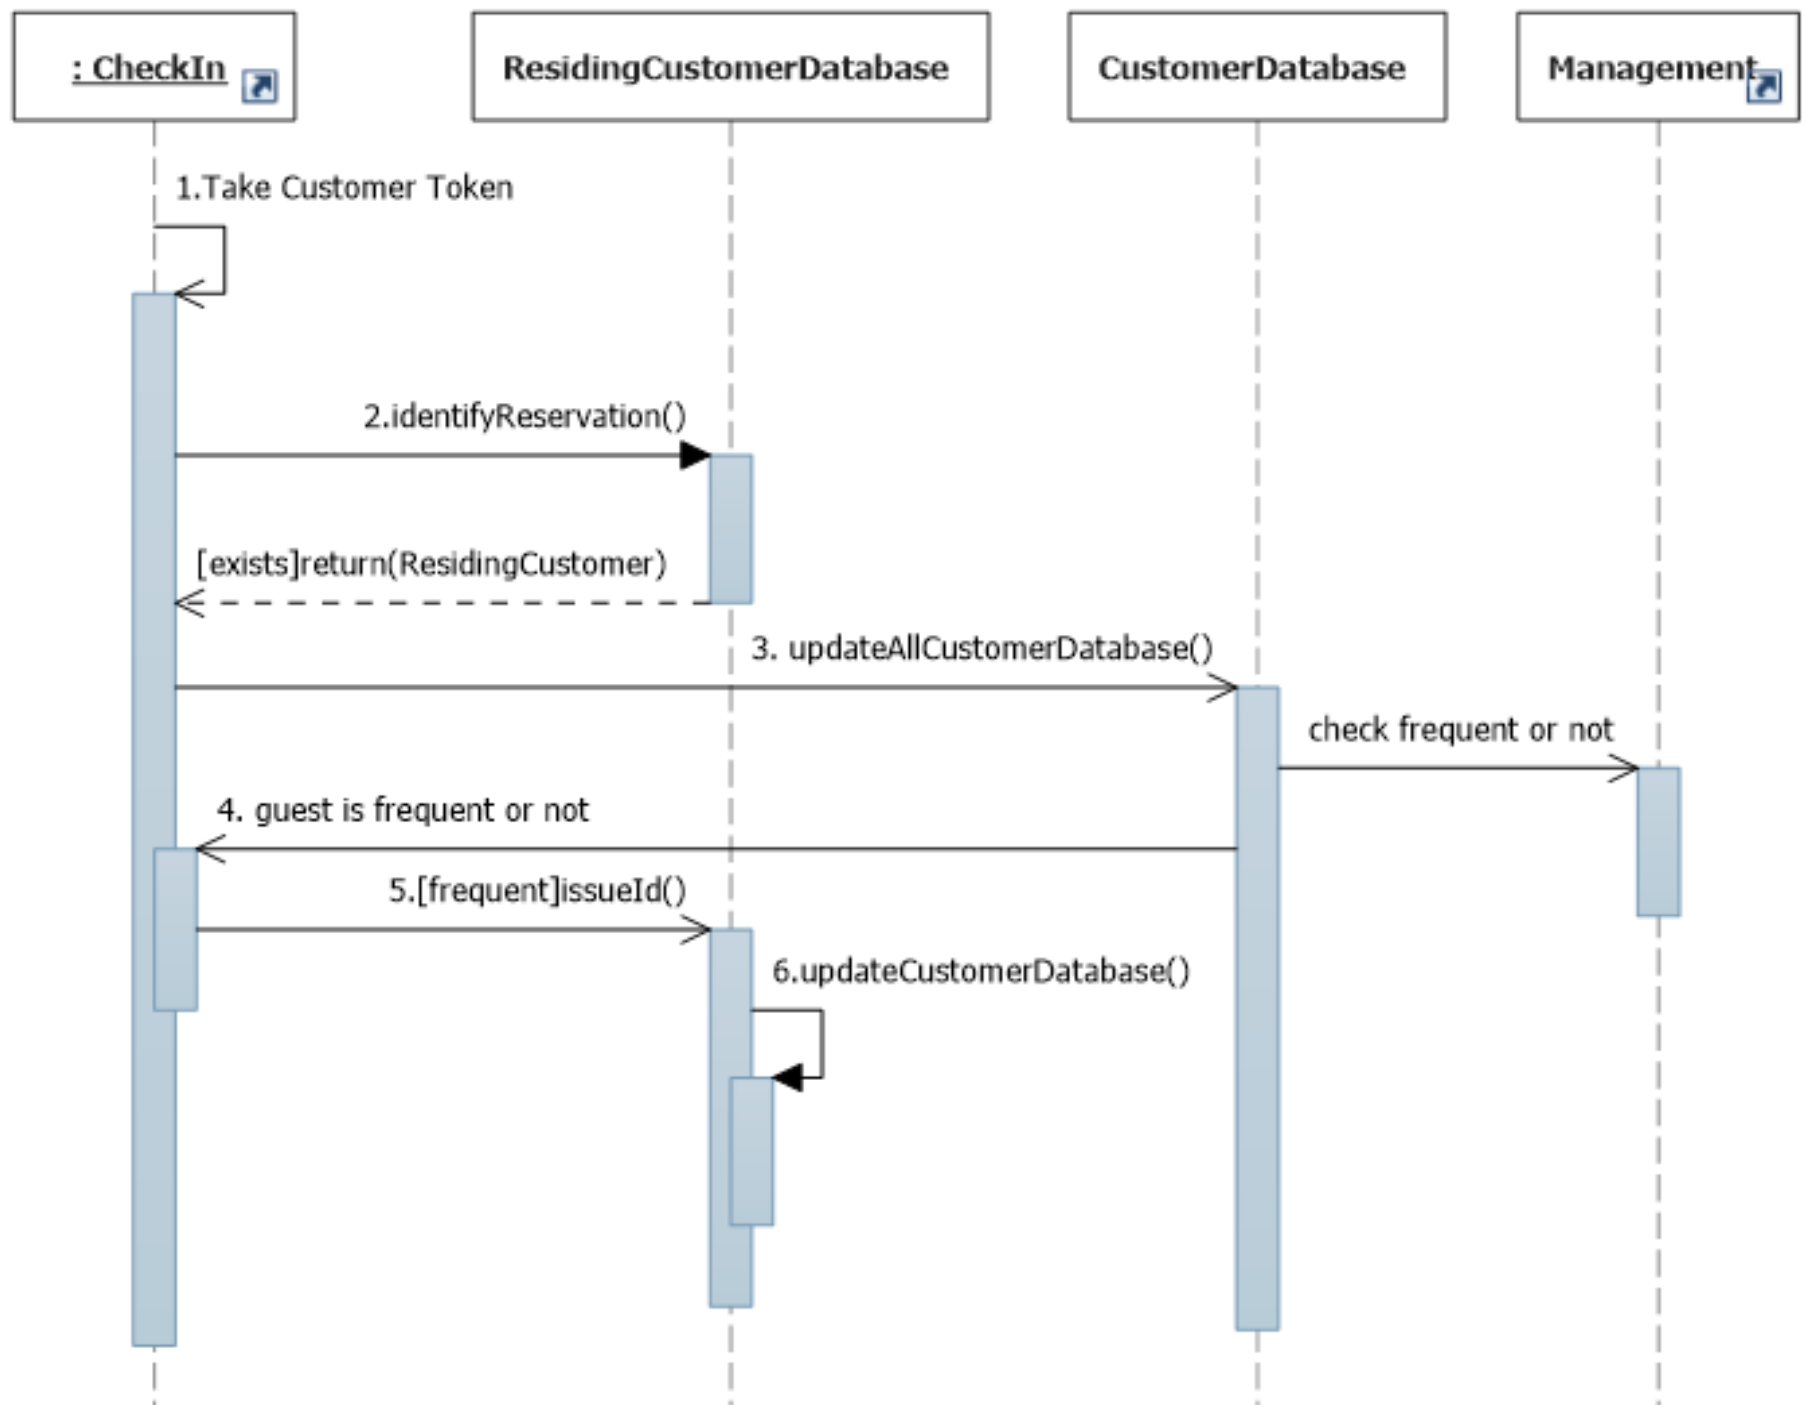 : CheckIn
ResidingCustomerDatabase
CustomerDatabase
Management
1.Take Customer Token
2.identifyReservation()
[exists]return(ResidingCustomer)
3. updateAllCustomerDatabase()
check frequent or not
4. guest is frequent or not
5.[frequent]issueId()
6.updateCustomerDatabase()